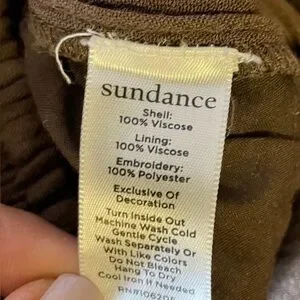 sundance
Shell:
100% Viscose
Lining:
100% Viscose
Embroidery:
100% Polyester
Exclusive Of
Decoration
Turn Inside Out
Machine Wash Cold
Gentle Cycle
Wash Separately Or
With Like Colors
Do Not Bleach
Hang To Dry
Cool Iron If Needed